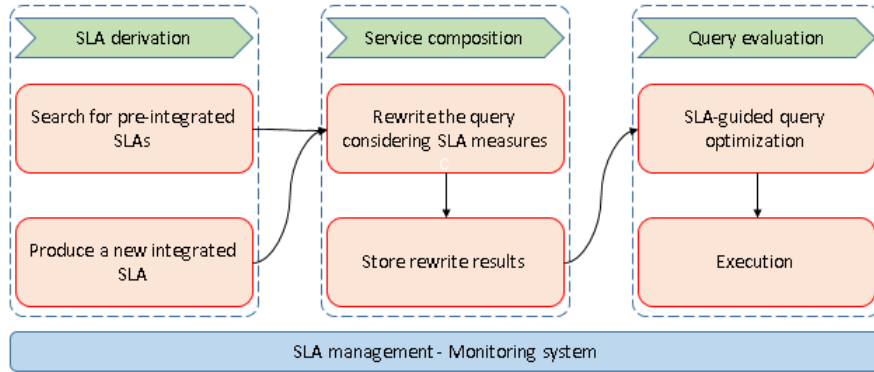 SLA derivation
Service composition
Query evaluation
Search for pre-integrated
SLAs
Rewrite the query
considering SLA measures
SLA-guided query
optimization
Produce a new integrated
SLA
Store rewrite results
Execution
SLA management - Monitoring system